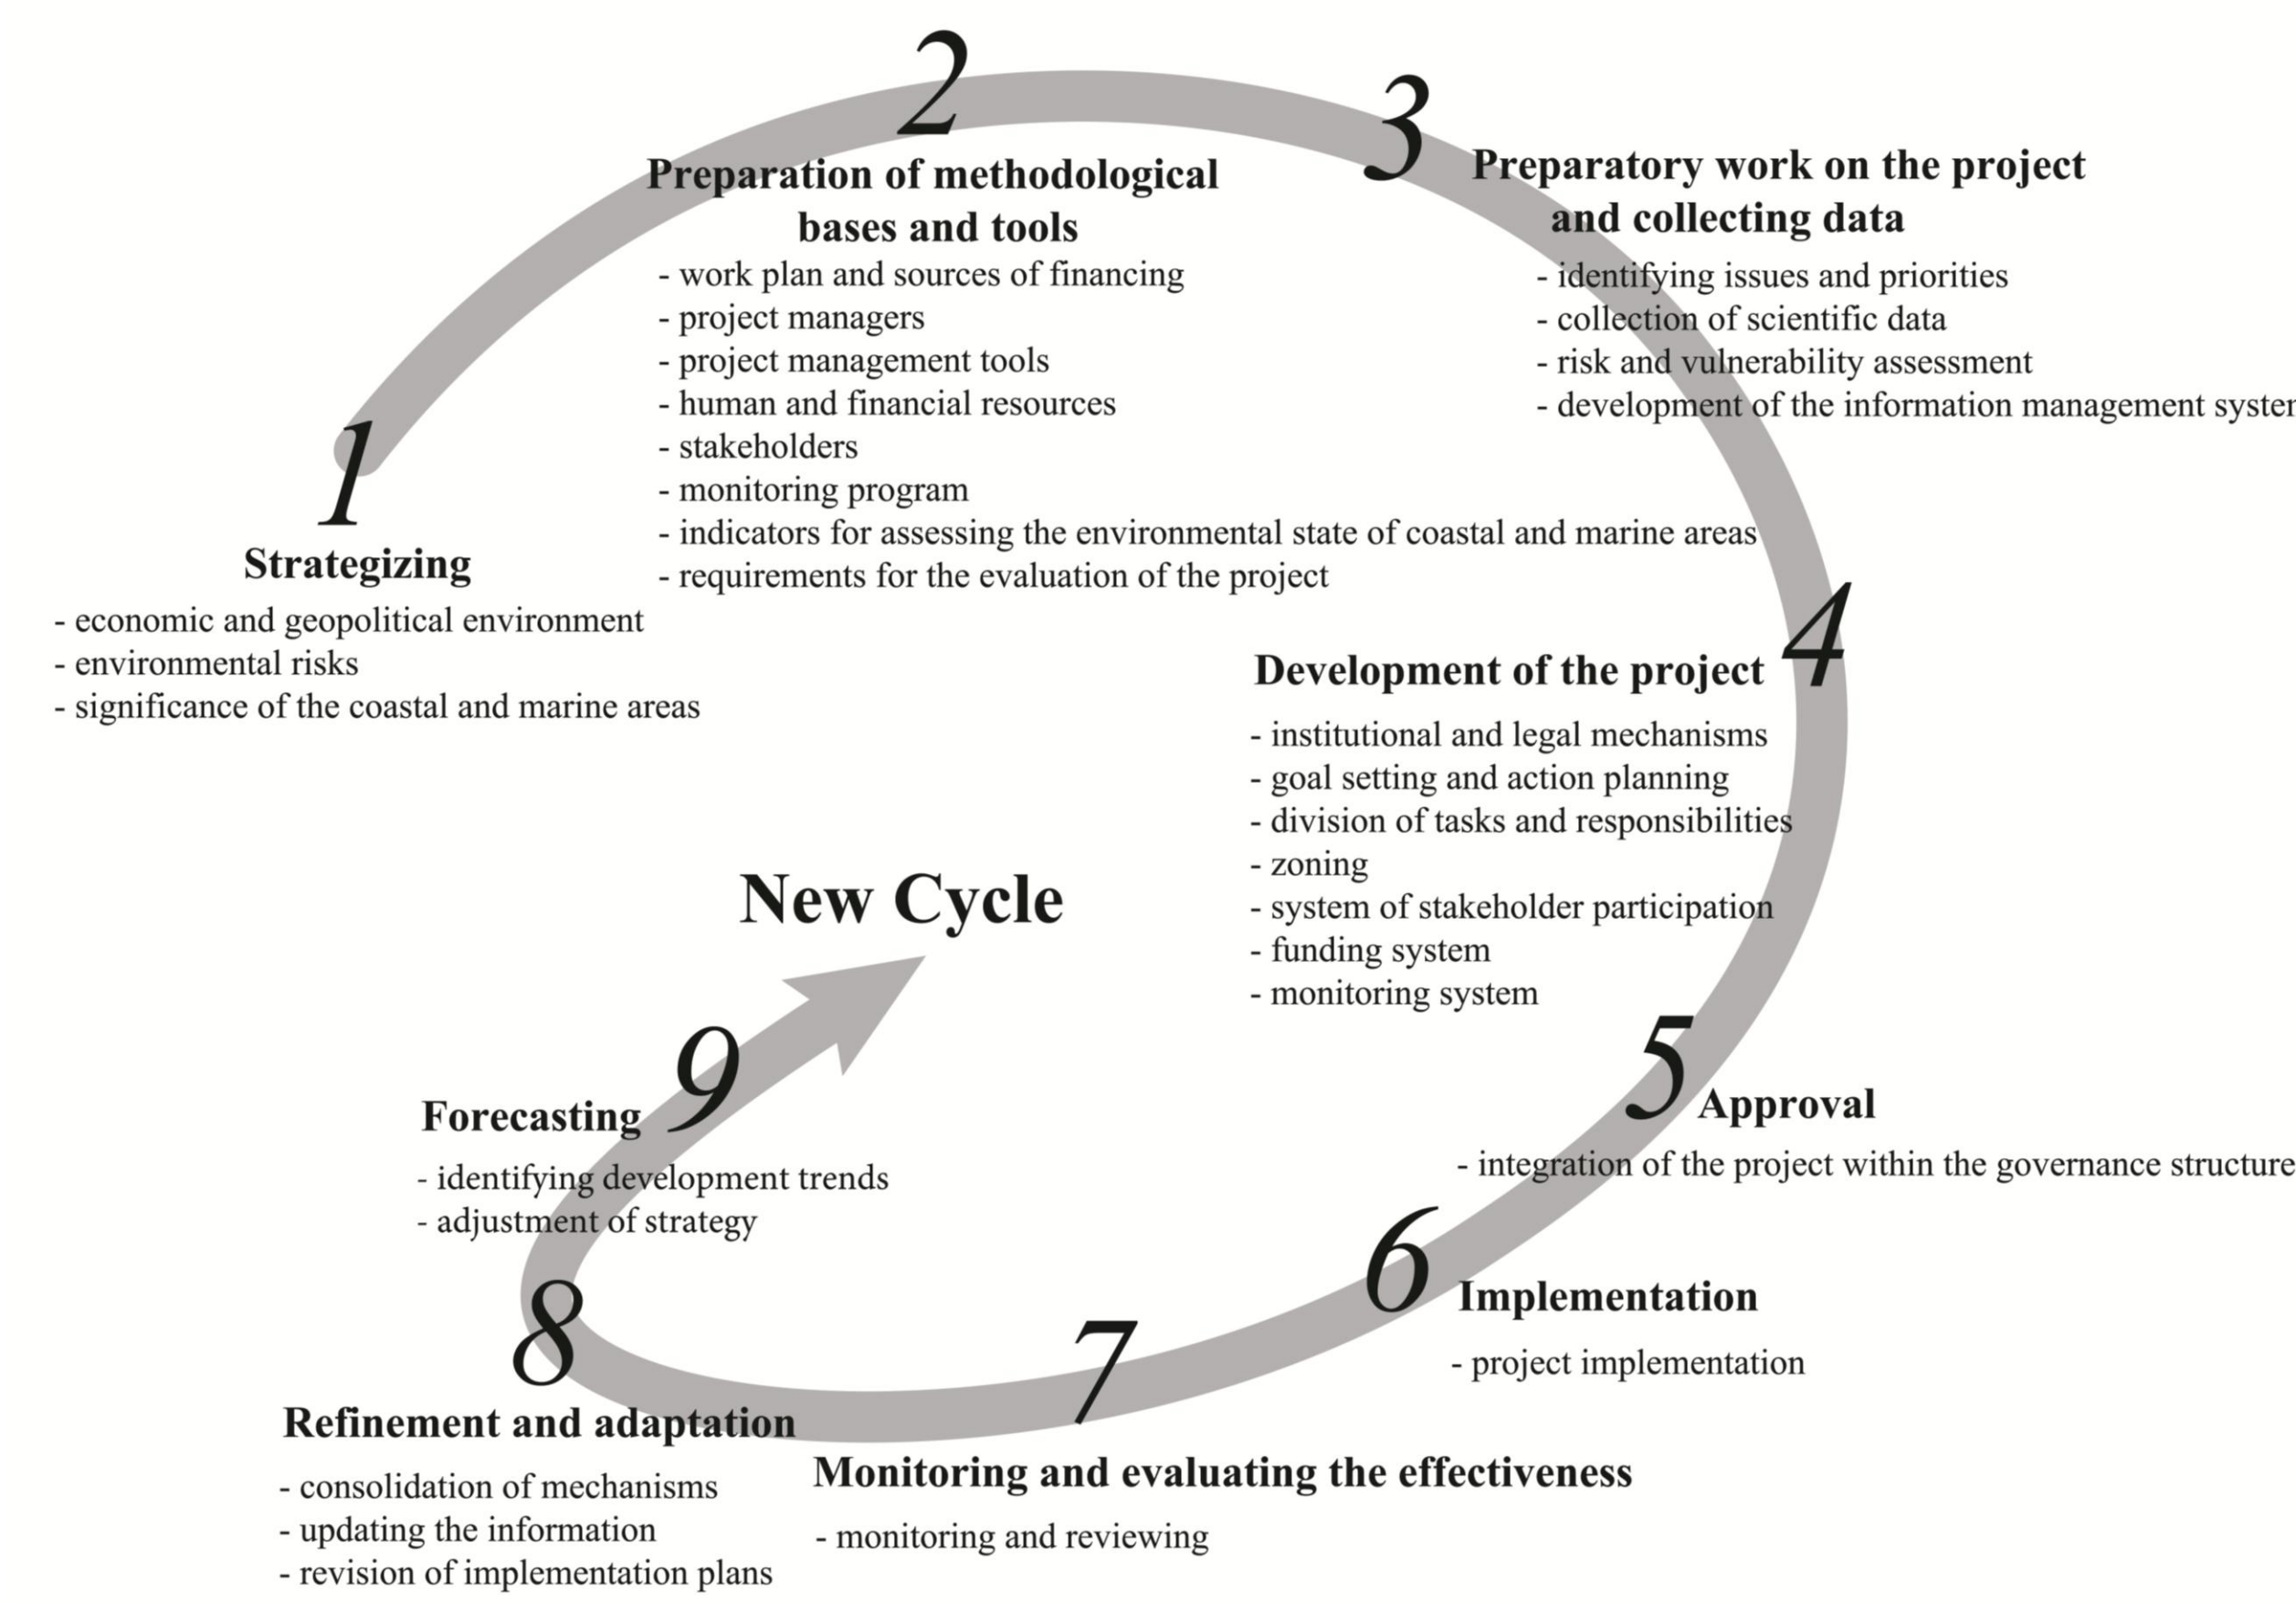 1
Strategizing
- economic and geopolitical environment
- environmental risks
- significance of the coastal and marine areas
2
Preparation of methodological
bases and tools
- work plan and sources of financing
- project managers
- project management tools
- human and financial resources
- stakeholders
- monitoring program
- indicators for assessing the environmental state of coastal and marine areas
- requirements for the evaluation of the project
3
Preparatory work on the project
and collecting data
- identifying issues and priorities
- collection of scientific data
- risk and vulnerability assessment
- development of the information management
4
Development of the project
- institutional and legal mechanisms
- goal setting and action planning
- division of tasks and responsibilities
- zoning
- system of stakeholder participation
- funding system
- monitoring system
5
Approval
- integration of the project within the governance structure
6
Implementation
- project implementation
7
Monitoring and evaluating the effectiveness
- monitoring and reviewing
8
Refinement and adaptation
- consolidation of mechanisms
- updating the information
- revision of implementation plans
9
Forecasting
- identifying development trends
- adjustment of strategy
New Cycle